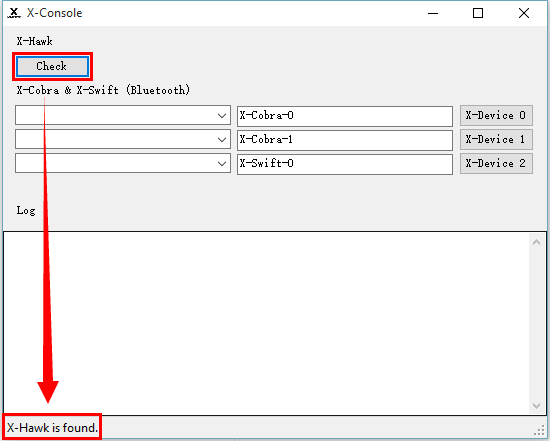 X-Console
X-Hawk
Check
X-Cobra & X-Swift (Bluetooth)
X-Cobra-0 X-Device 0
X-Cobra-1 X-Device 1
X-Swift-0 X-Device 2
Log
X-Hawk is found.